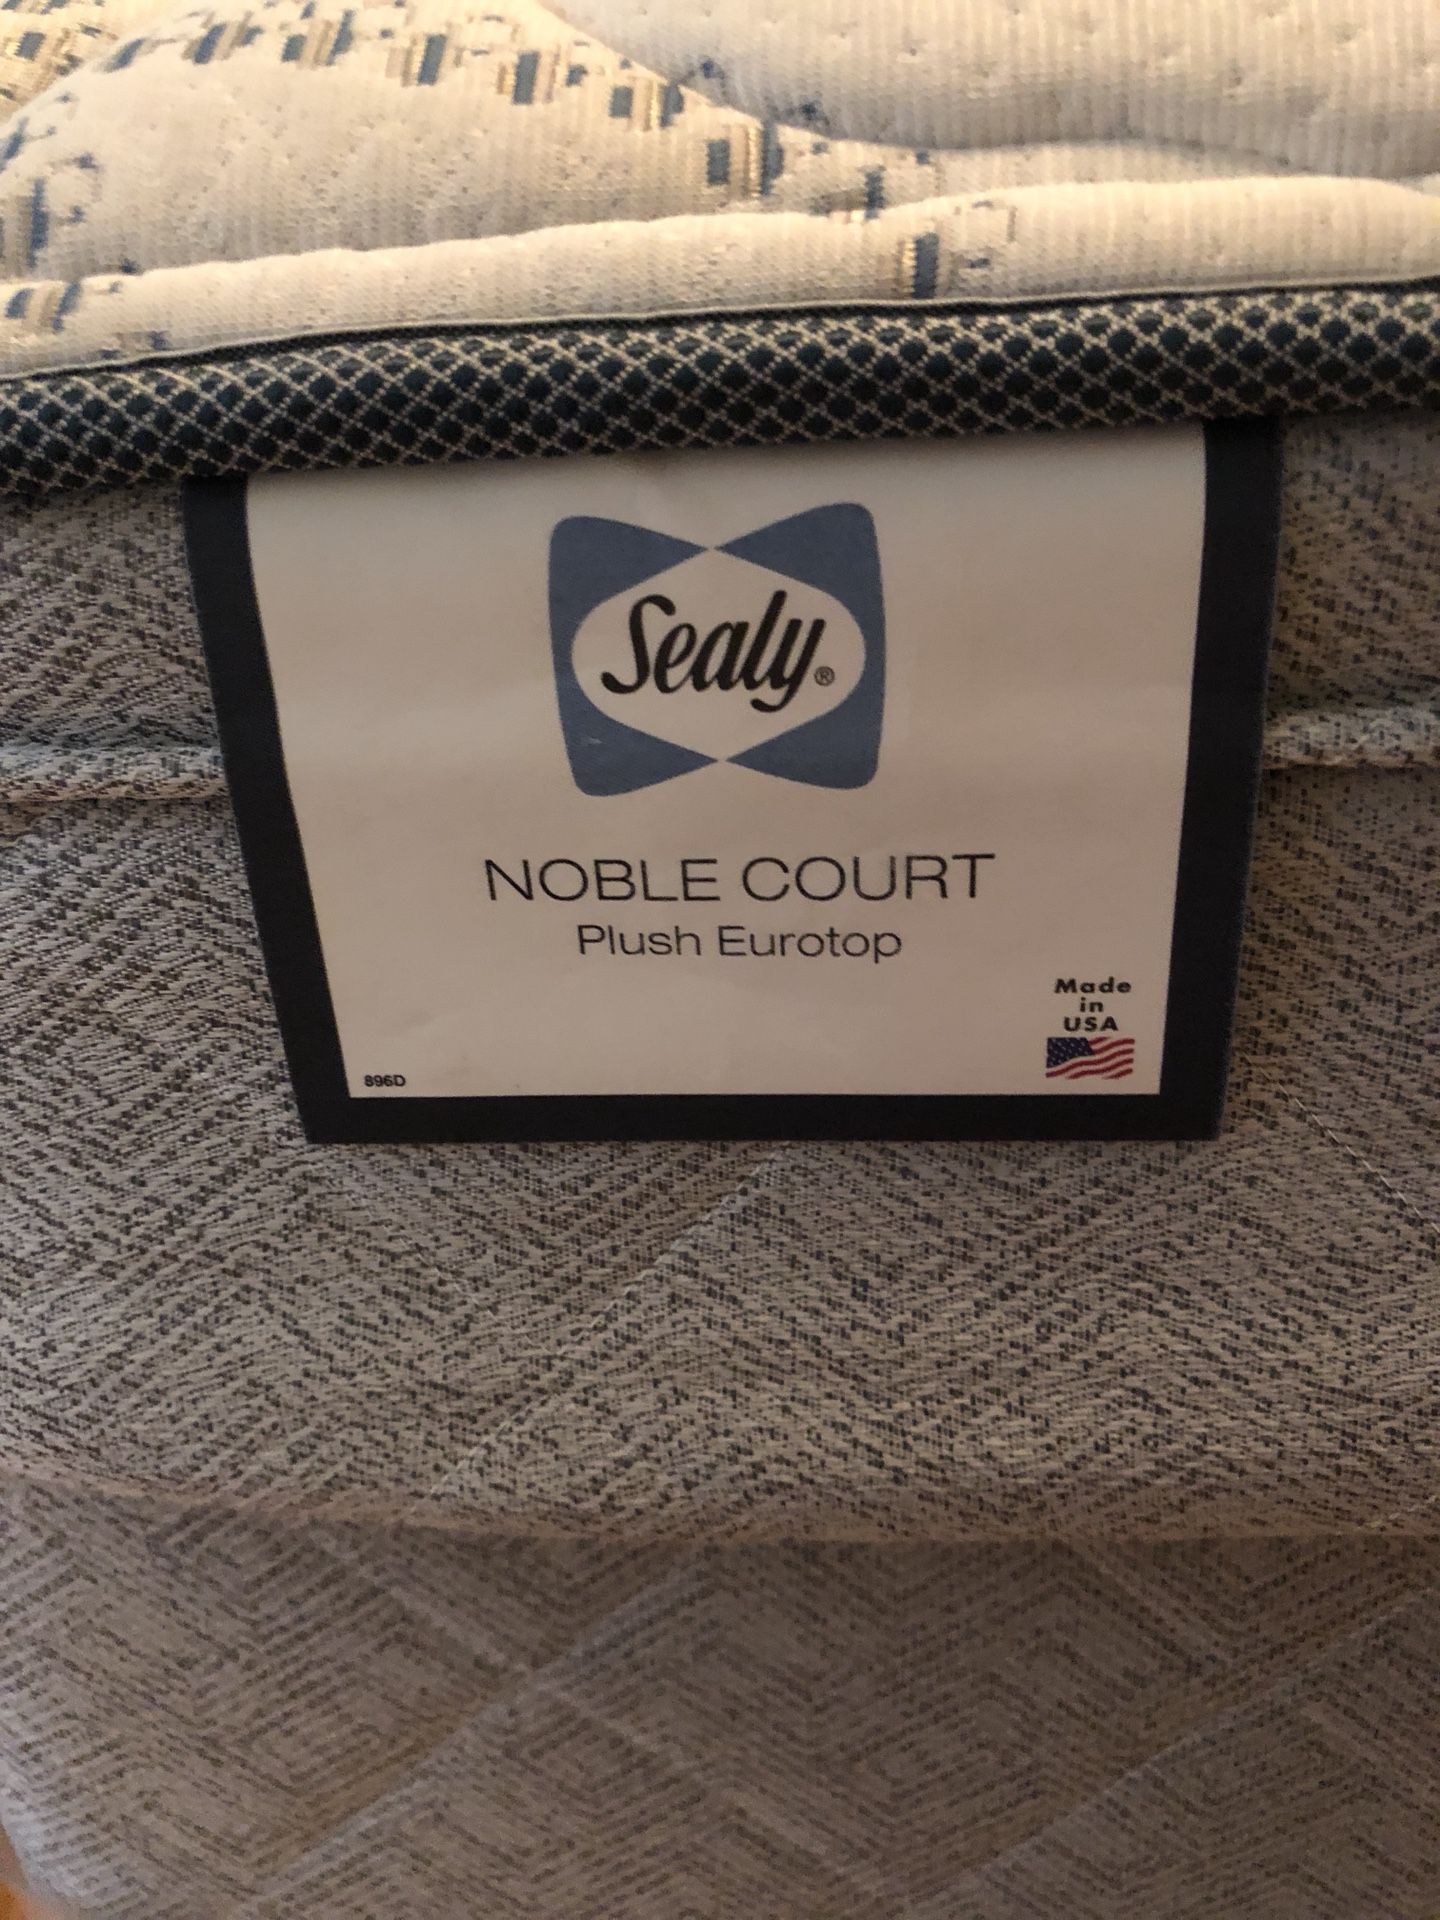 Sealy®
NOBLE COURT
Plush Eurotop
Made
in
USA
896D